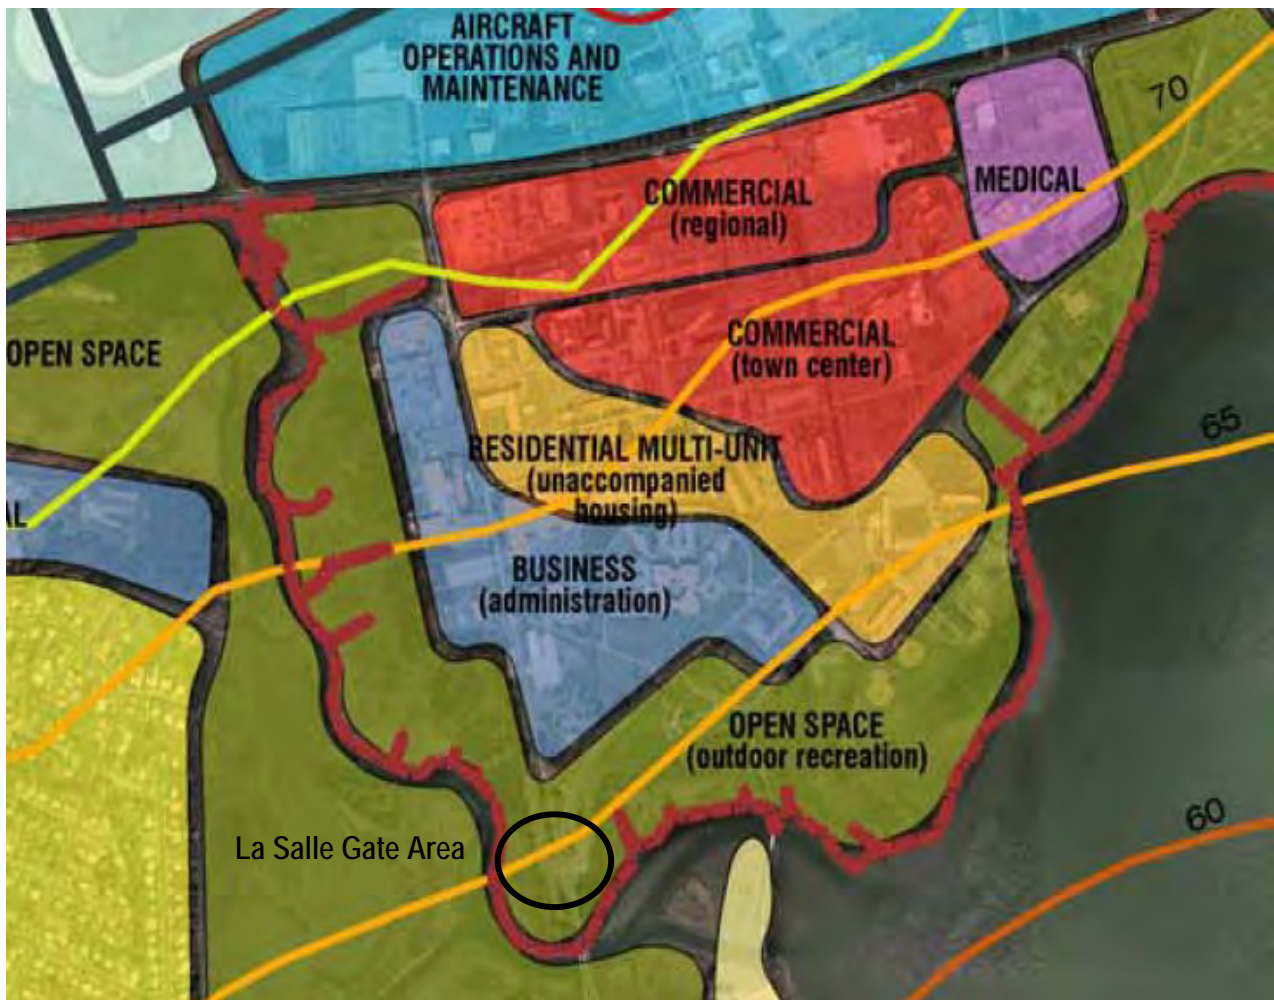 AIRCRAFT
OPERATIONS AND
MAINTENANCE
70
MEDICAL
COMMERCIAL
(regional)
COMMERCIAL
(town center)
OPEN SPACE
65
RESIDENTIAL MULTI-UNIT
(unaccompanied
housing)
AL
BUSINESS
(administration)
OPEN SPACE
(outdoor recreation)
60
La Salle Gate Area